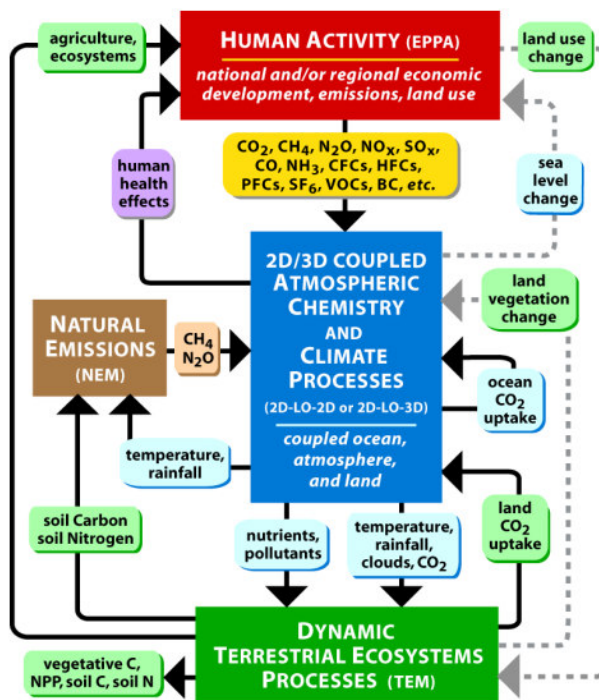 agriculture,
ecosystems
HUMAN ACTIVITY (EPPA)
national and/or regional economic
development, emissions, land use
land use
change
human
health
effects
CO₂, CH₄, N₂O, NOₓ, SOₓ,
CO, NH₃, CFCs, HFCs,
PFCs, SF₆, VOCs, BC, etc.
sea
level
change
2D/3D COUPLED
ATMOSPHERIC
CHEMISTRY
AND
CLIMATE
PROCESSES
(2D-LO-2D or 2D-LO-3D)
coupled ocean,
atmosphere,
and land
land
vegetation
change
NATURAL
EMISSIONS
(NEM)
CH₄
N₂O
ocean
CO₂
uptake
temperature,
rainfall
soil Carbon
soil Nitrogen
nutrients,
pollutants
temperature,
rainfall,
clouds, CO₂
land
CO₂
uptake
DYNAMIC
TERRESTRIAL ECOSYSTEMS
PROCESSES (TEM)
vegetative C,
NPP, soil C, soil N